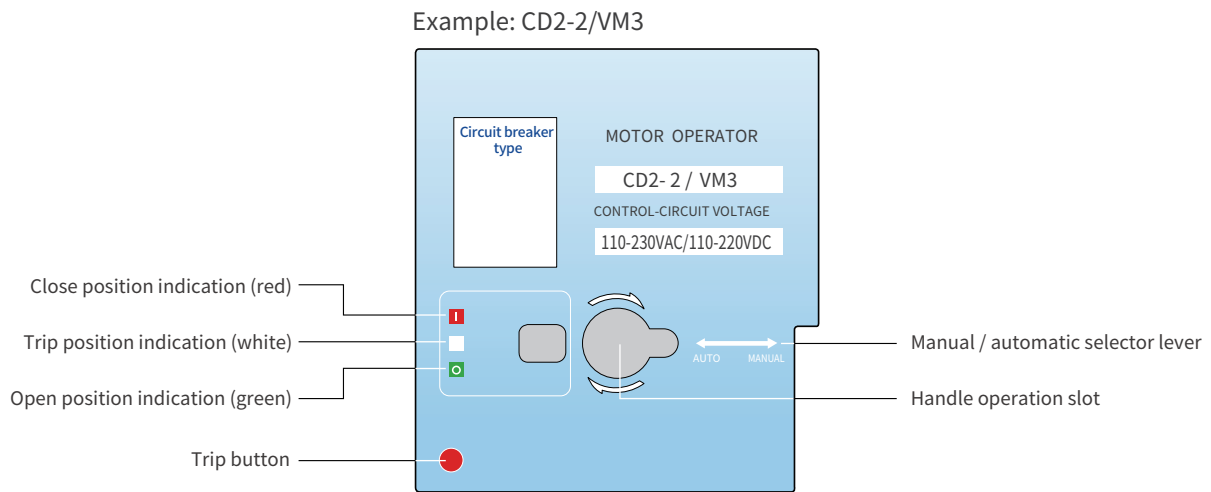 Example: CD2-2/VM3
Circuit breaker
type
MOTOR OPERATOR
CD2- 2 / VM3
CONTROL-CIRCUIT VOLTAGE
110-230VAC/110-220VDC
Close position indication (red)
Trip position indication (white)
Open position indication (green)
Trip button
I
O
AUTO
MANUAL
Manual / automatic selector lever
Handle operation slot